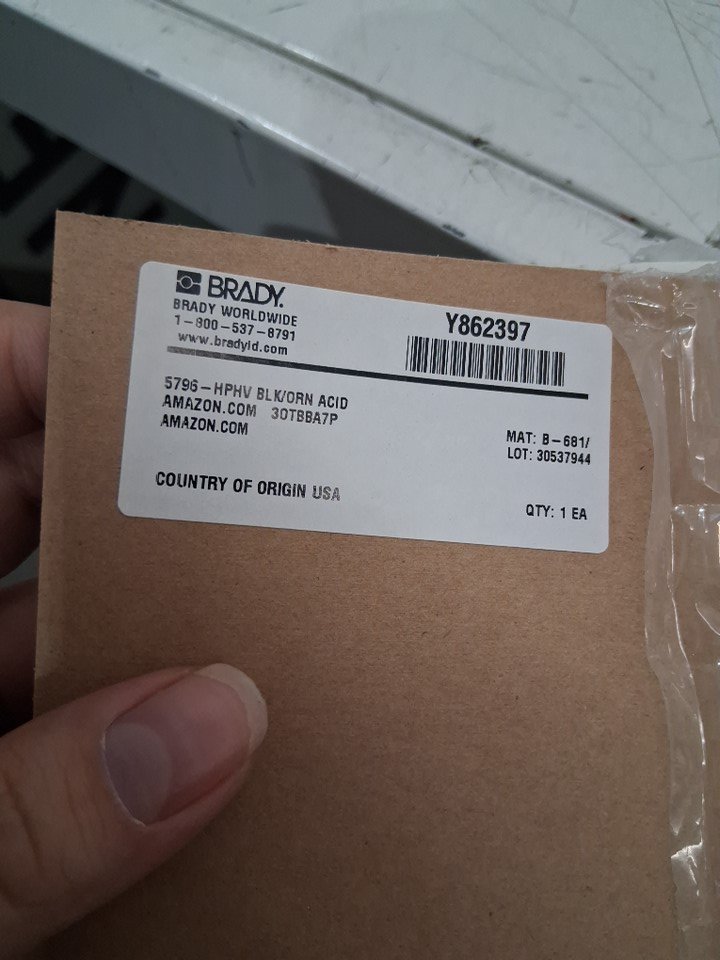 BRADY.
BRADY WORLDWIDE
1-800-537-8791
www.bradyid.com
Y862397
5796-HPHV BLK/ORN ACID
AMAZON.COM 3OTBBA7P
AMAZON.COM
MAT: B-681/
LOT: 30537944
COUNTRY OF ORIGIN USA
QTY: 1 EA